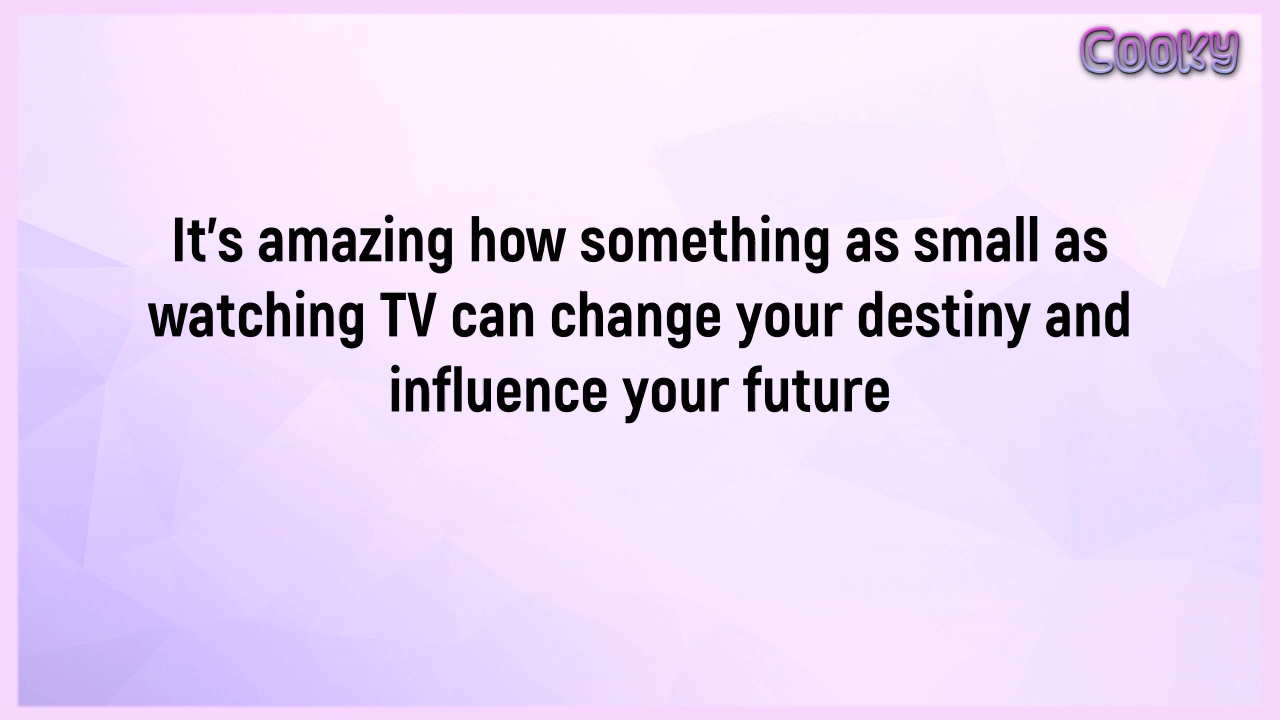 Cooky
It's amazing how something as small as
watching TV can change your destiny and
influence your future